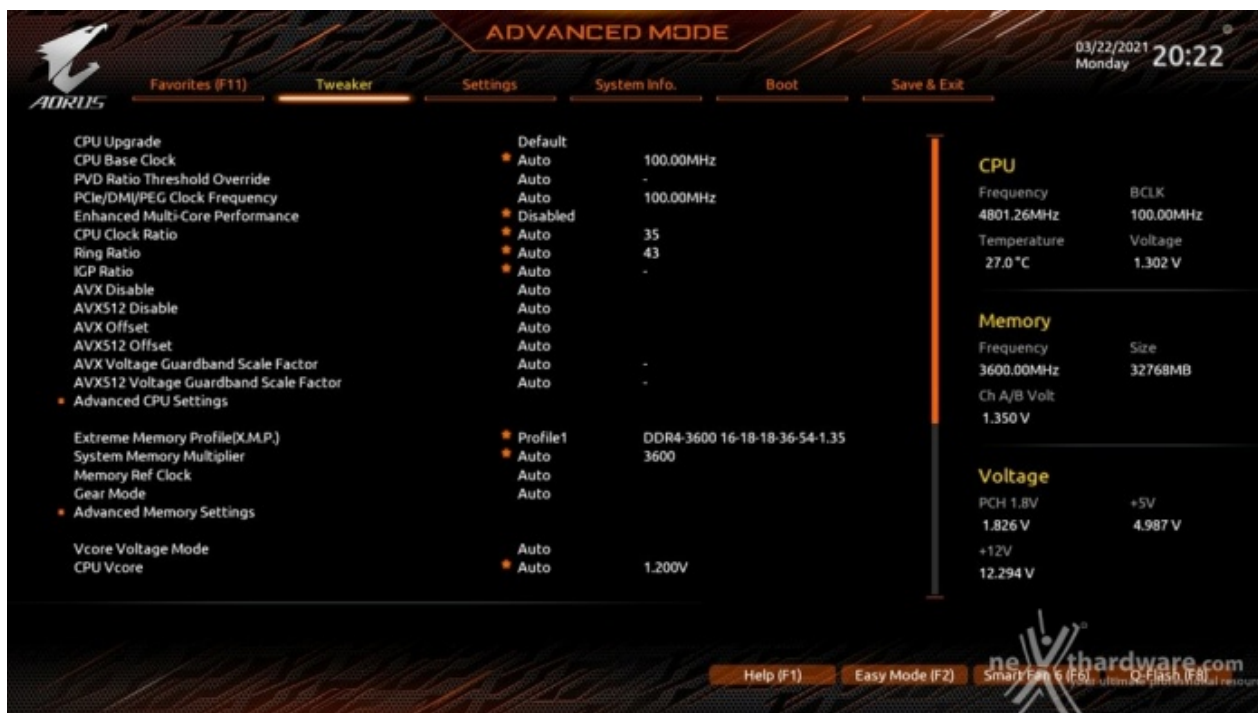 ADVANCED MODE
03/22/2021
Monday
20:22
AORUS
Favorites (F11) Tweaker Settings System Info. Boot Save & Exit
CPU Upgrade Default
CPU Base Clock Auto 100.00MHz
PVD Ratio Threshold Override Auto -
PCIe/DMI/PEG Clock Frequency Auto 100.00MHz
Enhanced Multi-Core Performance Disabled
CPU Clock Ratio Auto 35
Ring Ratio Auto 43
IGP Ratio Auto -
AVX Disable Auto
AVX512 Disable Auto
AVX Offset Auto
AVX512 Offset Auto
AVX Voltage Guardband Scale Factor Auto -
AVX512 Voltage Guardband Scale Factor Auto -
Advanced CPU Settings
Extreme Memory Profile(X.M.P.) Profile1 DDR4-3600 16-18-18-36-54-1.35
System Memory Multiplier Auto 3600
Memory Ref Clock Auto
Gear Mode Auto
Advanced Memory Settings
Vcore Voltage Mode Auto
CPU Vcore Auto 1.200V
CPU
Frequency BCLK
4801.26MHz 100.00MHz
Temperature Voltage
27.0 °C 1.302 V
Memory
Frequency Size
3600.00MHz 32768MB
Ch A/B Volt
1.350 V
Voltage
PCH 1.8V +5V
1.826 V 4.987 V
+12V
12.294 V
Help (F1) Easy Mode (F2) Smart Fan 6 (F6) Q-Flash (F8)
nexthardware.com
your ultimate professional resour